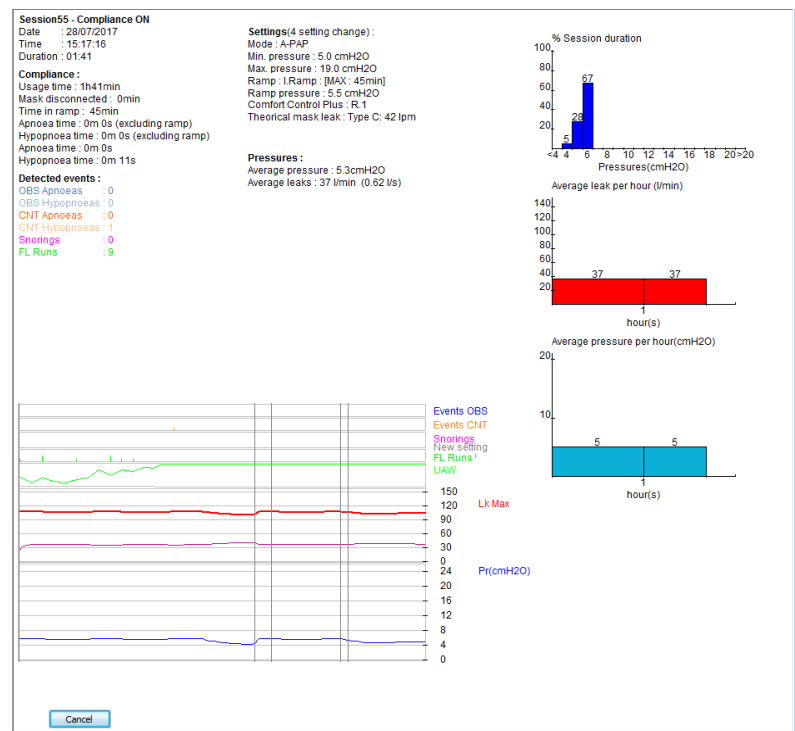 Session55 - Compliance ON
Date : 28/07/2017
Time : 15:17:16
Duration : 01:41
Compliance :
Usage time : 1h41min
Mask disconnected : 0min
Time in ramp : 45min
Apnoea time : 0m 0s (excluding ramp)
Hypopnoea time : 0m 0s (excluding ramp)
Apnoea time : 0m 0s
Hypopnoea time : 0m 11s
Detected events :
OBS Apnoeas : 0
OBS Hypopnoeas : 0
CNT Apnoeas : 0
CNT Hypopnoeas : 1
Snorings : 0
FL Runs : 9
Settings(4 setting change) :
Mode : A-PAP
Min. pressure : 5.0 cmH2O
Max. pressure : 19.0 cmH2O
Ramp : I.Ramp : [MAX : 45min]
Ramp pressure : 5.5 cmH2O
Comfort Control Plus : R.1
Theorical mask leak : Type C: 42 lpm
Pressures :
Average pressure : 5.3cmH2O
Average leaks : 37 l/min (0.62 l/s)
% Session duration
100
80
60
40
20
5
28
67
<4 4 6 8 10 12 14 16 18 20 >20
Pressures(cmH2O)
Average leak per hour (l/min)
140
120
100
80
60
40
20
37 37
1
hour(s)
Average pressure per hour(cmH2O)
20
10
5 5
1
hour(s)
Events OBS
Events CNT
Snorings
New setting
FL Runs
UAW
150
120
90
60
30
0
Lk Max
24
20
16
12
8
4
0
Pr(cmH2O)
Cancel